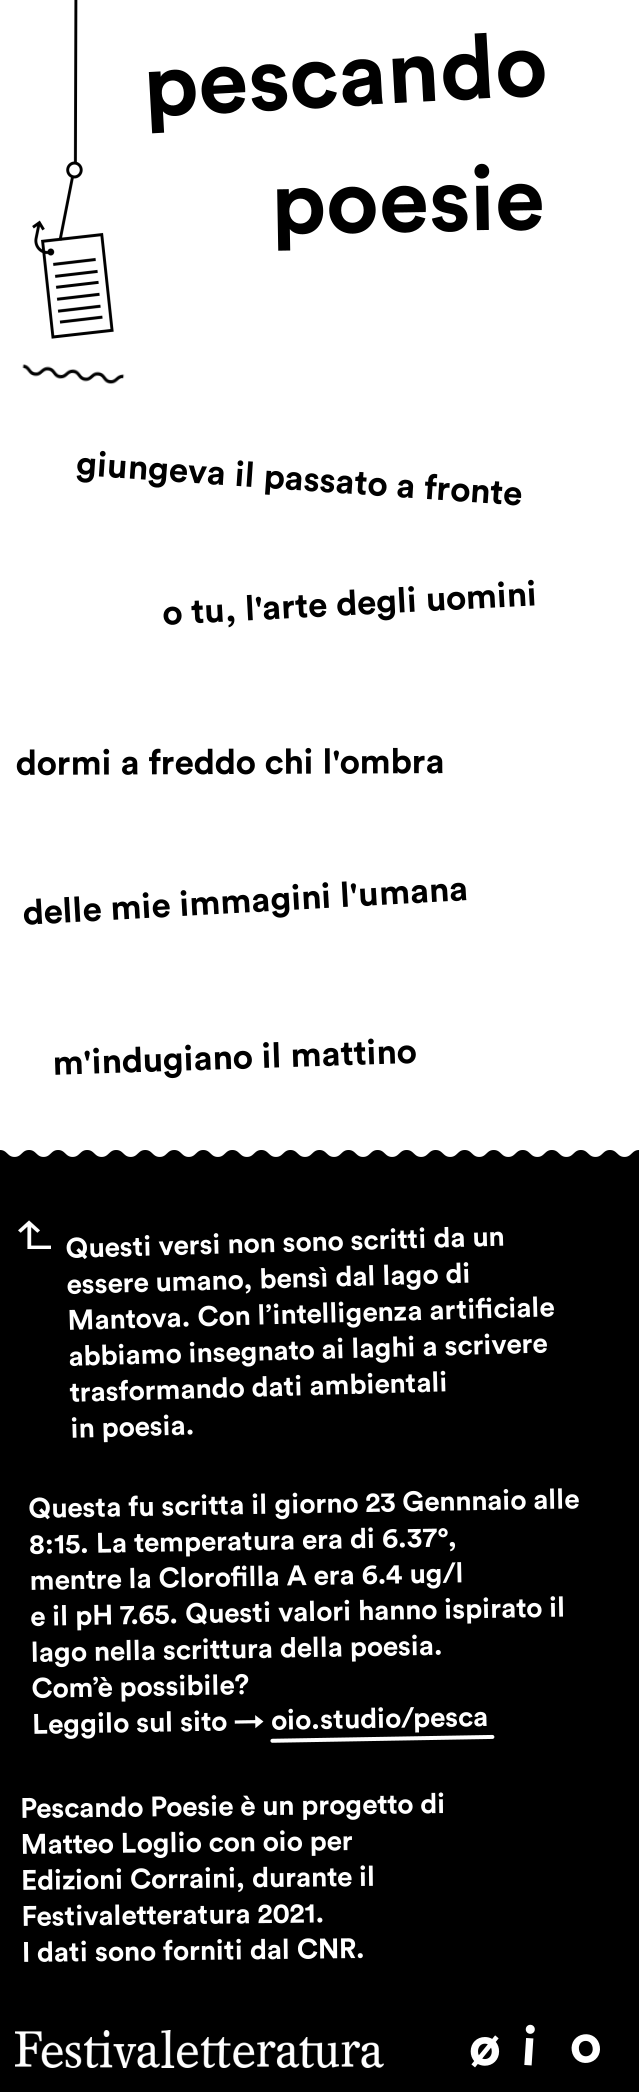 pescando
poesie
giungeva il passato a fronte
o tu, l'arte degli uomini
dormi a freddo chi l'ombra
delle mie immagini l'umana
m'indugiano il mattino
Questi versi non sono scritti da un
essere umano, bensì dal lago di
Mantova. Con l’intelligenza artificiale
abbiamo insegnato ai laghi a scrivere
trasformando dati ambientali
in poesia.
Questa fu scritta il giorno 23 Gennnaio alle
8:15. La temperatura era di 6.37°,
mentre la Clorofilla A era 6.4 ug/l
e il pH 7.65. Questi valori hanno ispirato il
lago nella scrittura della poesia.
Com’è possibile?
Leggilo sul sito → oio.studio/pesca
Pescando Poesie è un progetto di
Matteo Loglio con oio per
Edizioni Corraini, durante il
Festivaletteratura 2021.
I dati sono forniti dal CNR.
Festivaletteratura ø i o